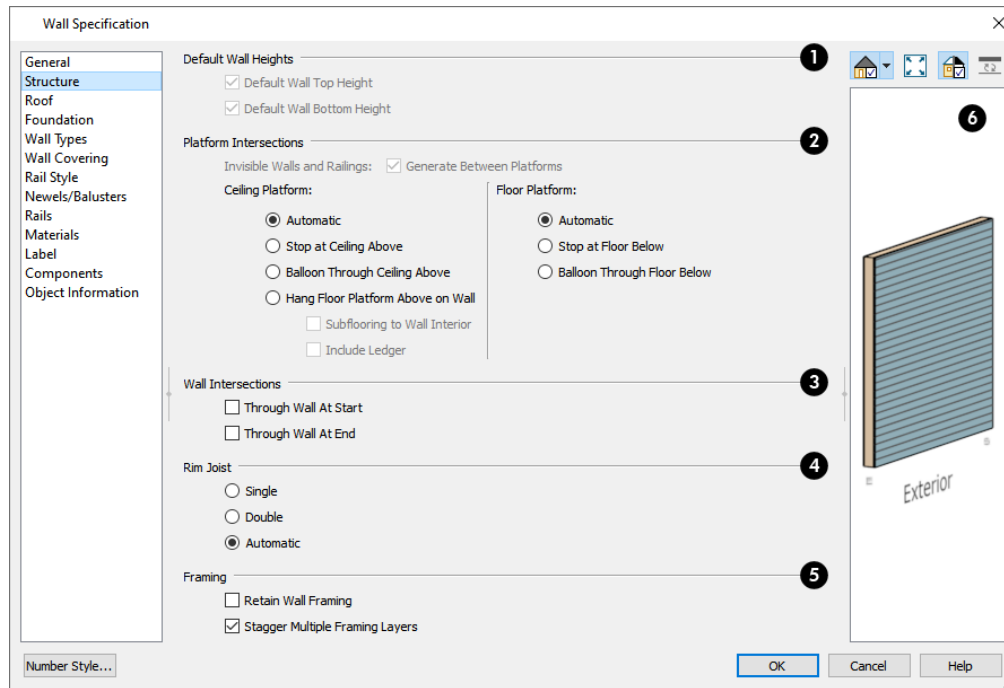 Wall Specification
General
Structure
Roof
Foundation
Wall Types
Wall Covering
Rail Style
Newels/Balusters
Rails
Materials
Label
Components
Object Information
Default Wall Heights
1
Default Wall Top Height
Default Wall Bottom Height
Platform Intersections
2
Invisible Walls and Railings: Generate Between Platforms
Ceiling Platform:
Automatic
Stop at Ceiling Above
Balloon Through Ceiling Above
Hang Floor Platform Above on Wall
Subflooring to Wall Interior
Include Ledger
Floor Platform:
Automatic
Stop at Floor Below
Balloon Through Floor Below
Wall Intersections
3
Through Wall At Start
Through Wall At End
Rim Joist
4
Single
Double
Automatic
Framing
5
Retain Wall Framing
Stagger Multiple Framing Layers
6
Exterior
Number Style...
OK
Cancel
Help